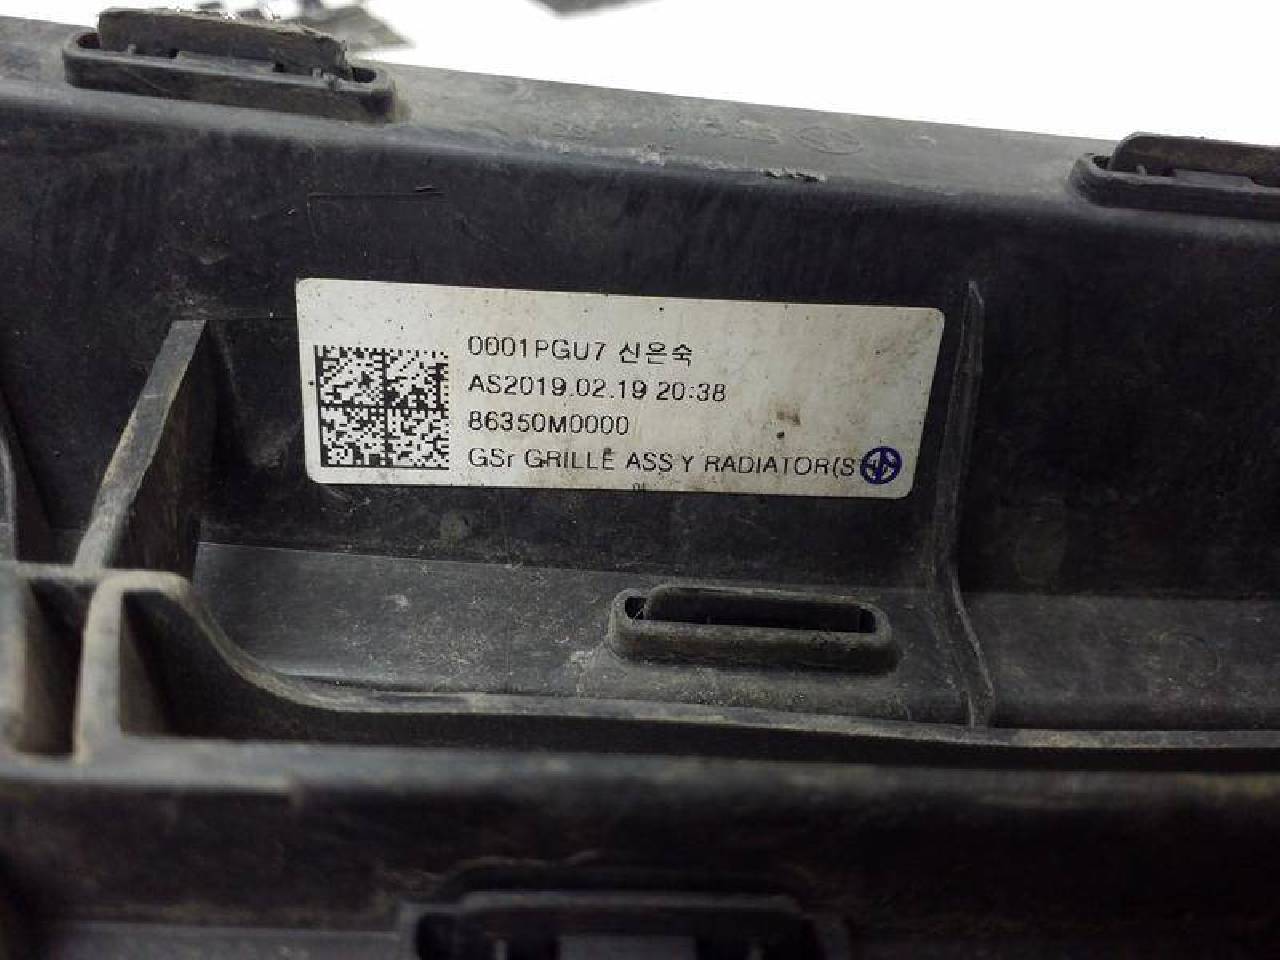 0001PGU7 신은숙
AS2019.02.19 20:38
86350M0000
GSr GRILLE ASS Y RADIATOR(S